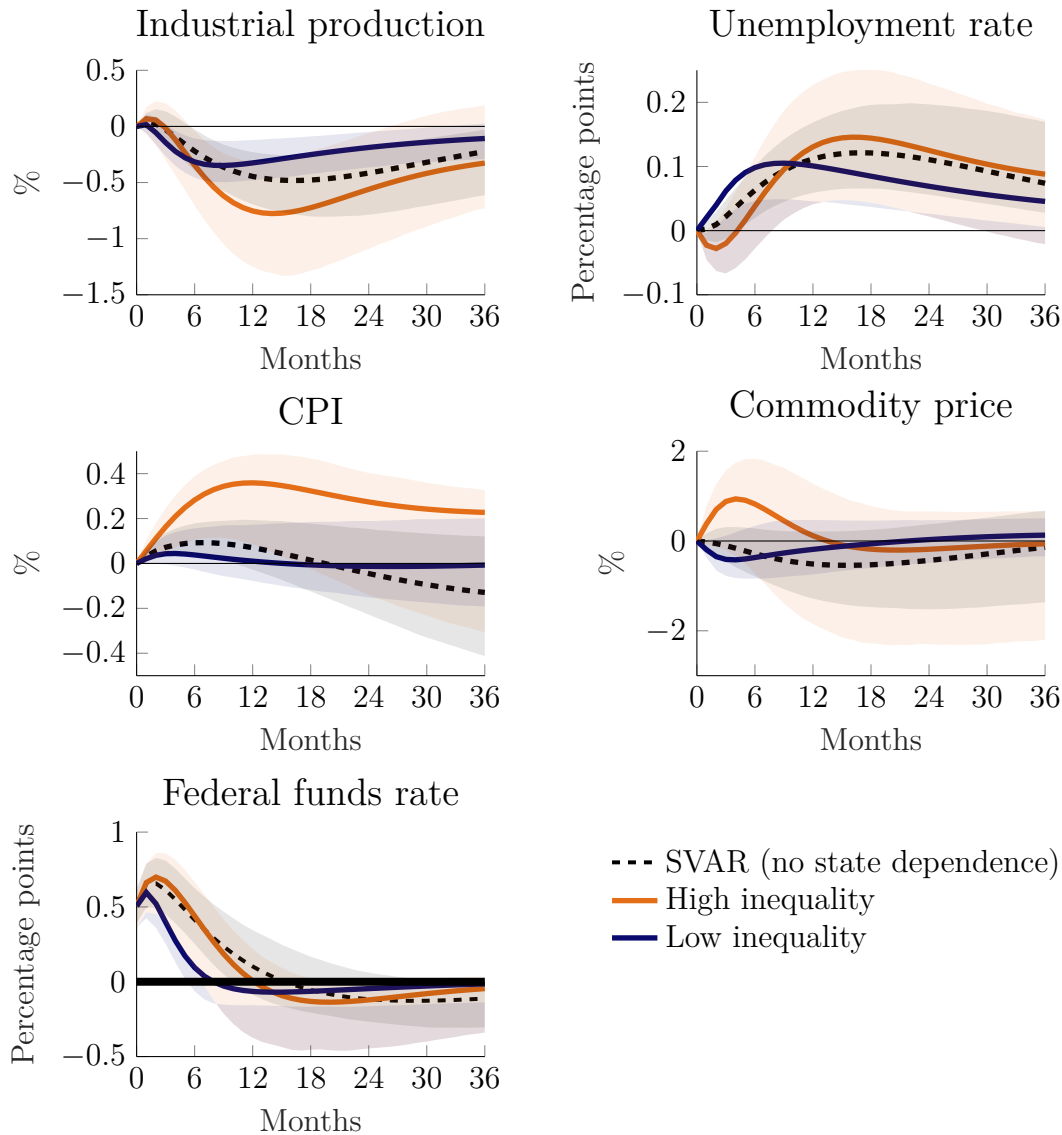 Industrial production
Unemployment rate
0.5
0
−0.5
−1
−1.5
%
0 6 12 18 24 30 36
Months
0.2
0.1
0
−0.1
Percentage points
0 6 12 18 24 30 36
Months
CPI
Commodity price
0.4
0.2
0
−0.2
−0.4
%
0 6 12 18 24 30 36
Months
2
0
−2
%
0 6 12 18 24 30 36
Months
Federal funds rate
1
0.5
0
−0.5
Percentage points
0 6 12 18 24 30 36
Months
SVAR (no state dependence)
High inequality
Low inequality